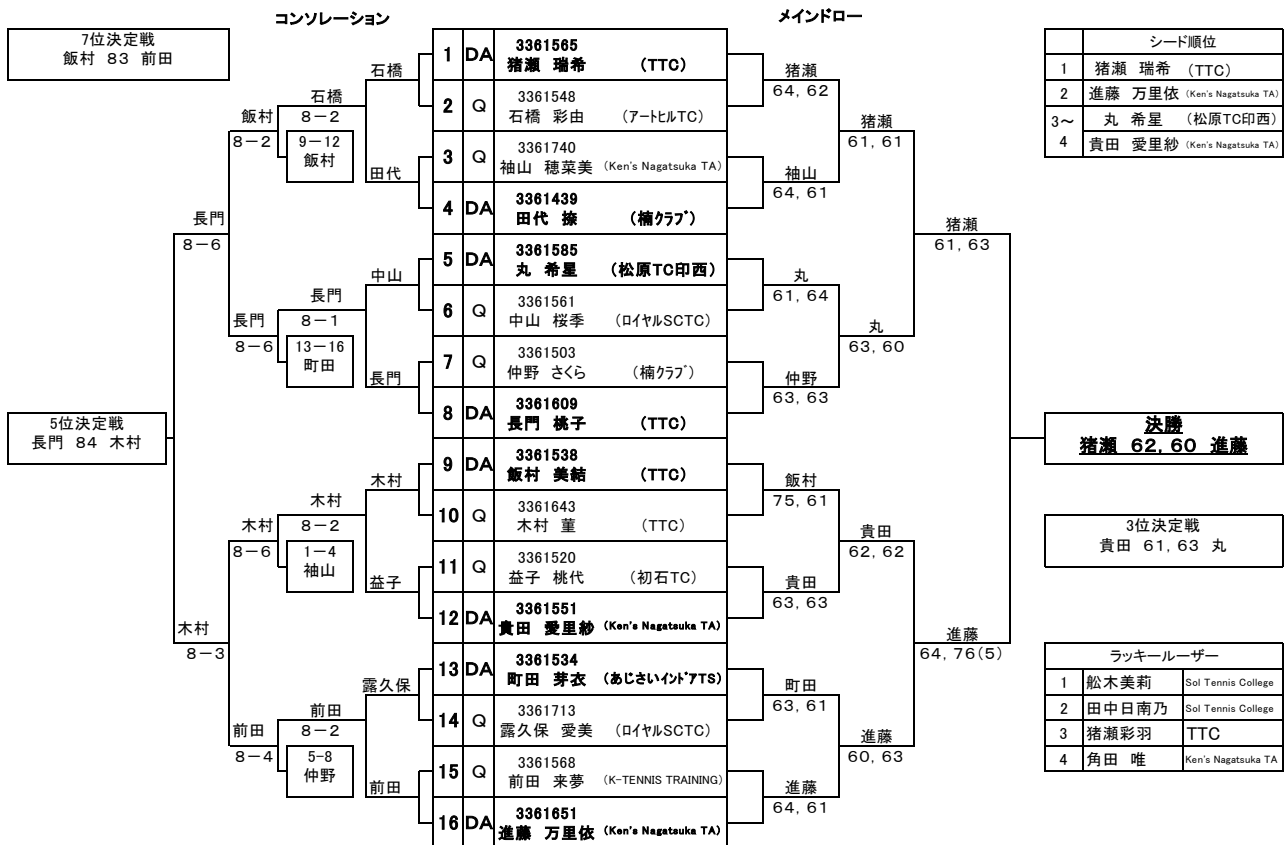 コンソレーション
メインドロー
7位決定戦
飯村 83 前田
石橋
石橋
8-2
飯村
8-2
9-12
飯村
田代
長門
8-6
中山
長門
8-1
長門
8-6
13-16
町田
長門
5位決定戦
長門 84 木村
木村
木村
8-2
木村
8-6
1-4
袖山
益子
木村
8-3
露久保
前田
8-2
前田
8-4
5-8
仲野
前田
1 DA 3361565
猪瀬 瑞希 (TTC)
2 Q 3361548
石橋 彩由 (アートヒルTC)
3 Q 3361740
袖山 穂菜美 (Ken's Nagatsuka TA)
4 DA 3361439
田代 捺 (楠クラブ)
5 DA 3361585
丸 希星 (松原TC印西)
6 Q 3361561
中山 桜季 (ロイヤルSCTC)
7 Q 3361503
仲野 さくら (楠クラブ)
8 DA 3361609
長門 桃子 (TTC)
9 DA 3361538
飯村 美結 (TTC)
10 Q 3361643
木村 菫 (TTC)
11 Q 3361520
益子 桃代 (初石TC)
12 DA 3361551
貴田 愛里紗 (Ken's Nagatsuka TA)
13 DA 3361534
町田 芽衣 (あじさいインドアTS)
14 Q 3361713
露久保 愛美 (ロイヤルSCTC)
15 Q 3361568
前田 来夢 (K-TENNIS TRAINING)
16 DA 3361651
進藤 万里依 (Ken's Nagatsuka TA)
猪瀬
64, 62
猪瀬
61, 61
袖山
64, 61
猪瀬
61, 63
丸
61, 64
丸
63, 60
仲野
63, 63
飯村
75, 61
貴田
62, 62
貴田
63, 63
進藤
64, 76(5)
町田
63, 61
進藤
60, 63
進藤
64, 61
シード順位
1 猪瀬 瑞希 (TTC)
2 進藤 万里依 (Ken's Nagatsuka TA)
3~ 丸 希星 (松原TC印西)
4 貴田 愛里紗 (Ken's Nagatsuka TA)
決勝
猪瀬 62, 60 進藤
3位決定戦
貴田 61, 63 丸
ラッキールーザー
1 舩木美莉 Sol Tennis College
2 田中日南乃 Sol Tennis College
3 猪瀬彩羽 TTC
4 角田 唯 Ken's Nagatsuka TA